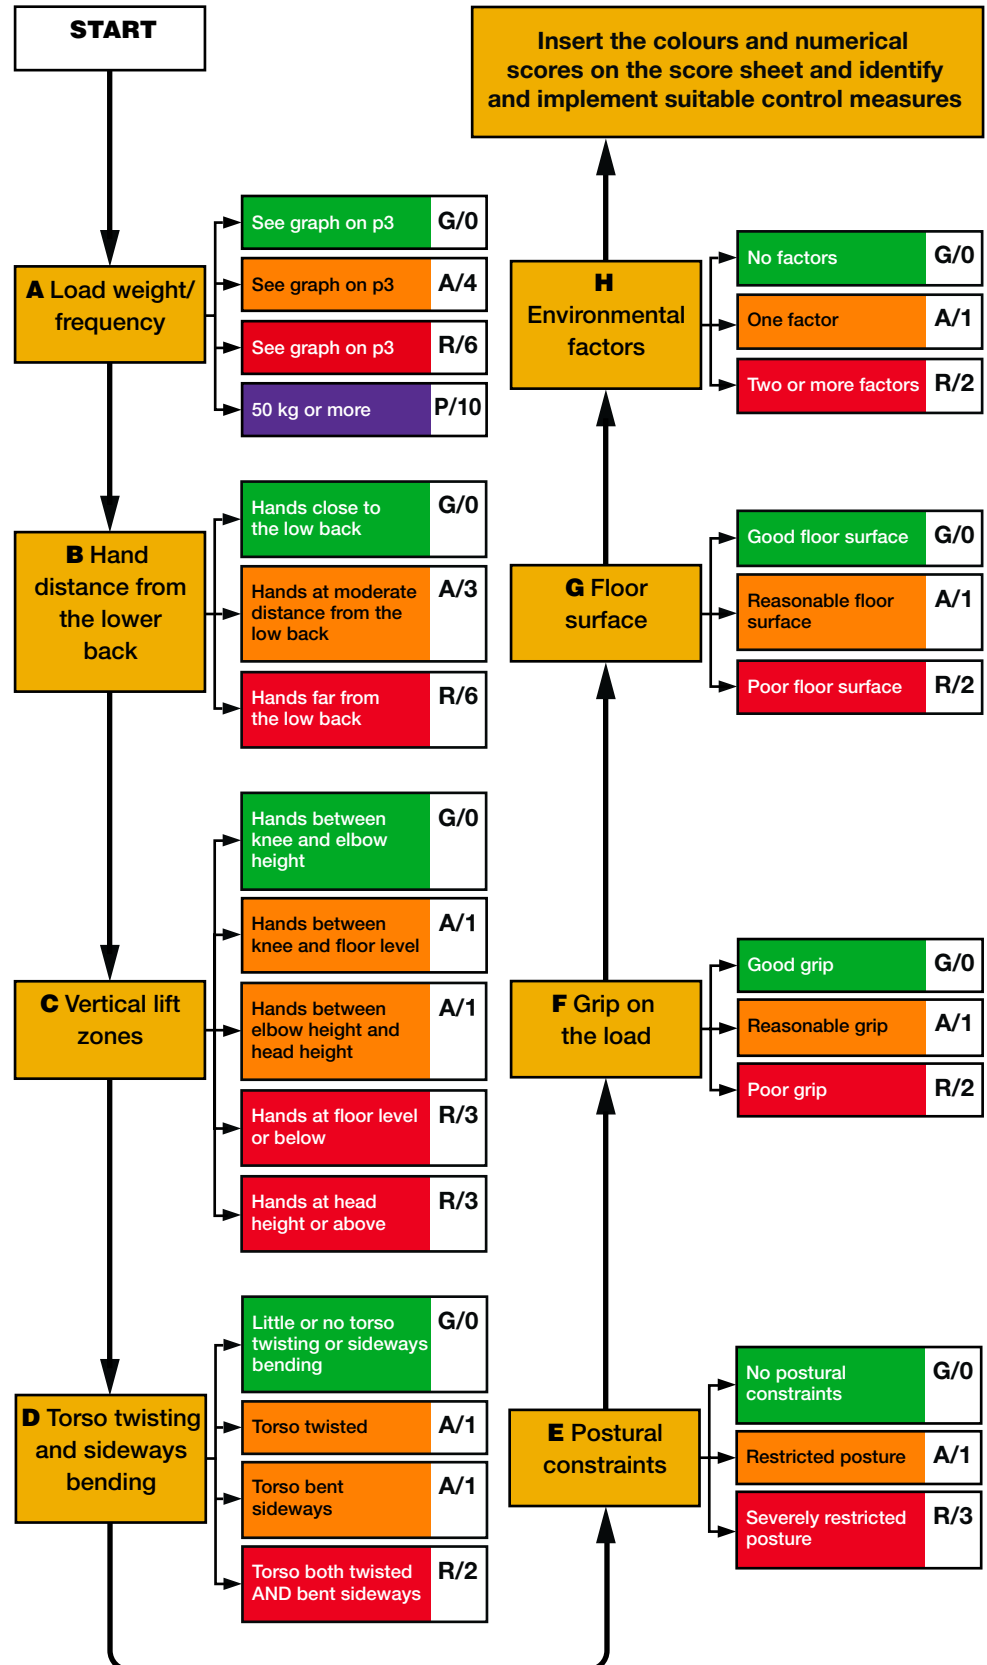 START
A Load weight/
frequency
See graph on p3 G/0
See graph on p3 A/4
See graph on p3 R/6
50 kg or more P/10
B Hand
distance from
the lower
back
Hands close to
the low back
G/0
Hands at moderate
distance from the
low back
A/3
Hands far from
the low back
R/6
C Vertical lift
zones
Hands between
knee and elbow
height
G/0
Hands between
knee and floor level
A/1
Hands between
elbow height and
head height
A/1
Hands at floor level
or below
R/3
Hands at head
height or above
R/3
D Torso twisting
and sideways
bending
Little or no torso
twisting or sideways
bending
G/0
Torso twisted A/1
Torso bent
sideways
A/1
Torso both twisted
AND bent sideways
R/2
E Postural
constraints
No postural
constraints
G/0
Restricted posture A/1
Severely restricted
posture
R/3
F Grip on
the load
Good grip G/0
Reasonable grip A/1
Poor grip R/2
G Floor
surface
Good floor surface G/0
Reasonable floor
surface
A/1
Poor floor surface R/2
H
Environmental
factors
No factors G/0
One factor A/1
Two or more factors R/2
Insert the colours and numerical
scores on the score sheet and identify
and implement suitable control measures